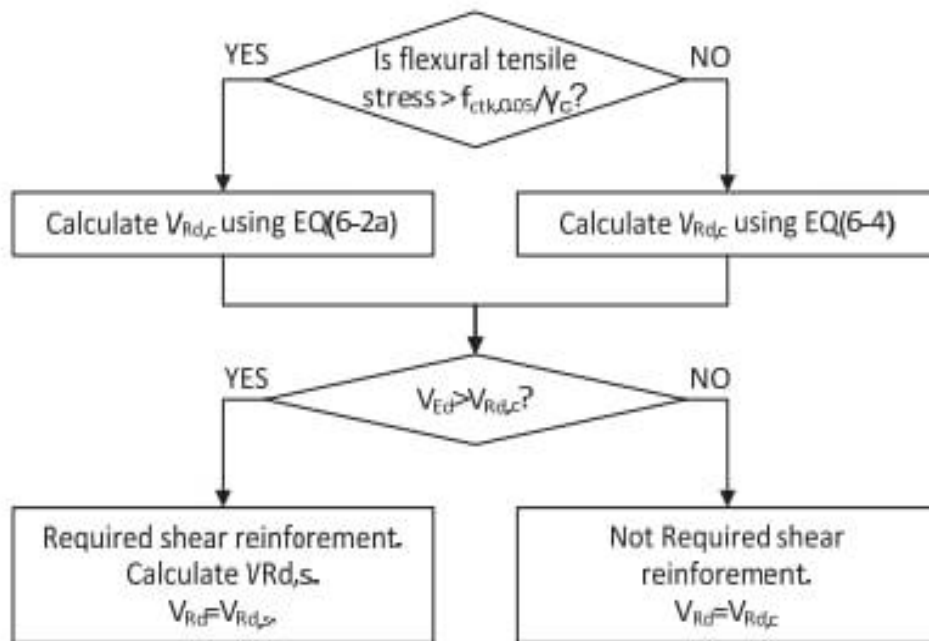 YES
Is flexural tensile
stress > fctk,0.05/γc?
NO
Calculate VRd,c using EQ(6-2a)
Calculate VRd,c using EQ(6-4)
YES
VEd>VRd,c?
NO
Required shear reinforement.
Calculate VRd,s.
VRd=VRd,s.
Not Required shear
reinforement.
VRd=VRd,c